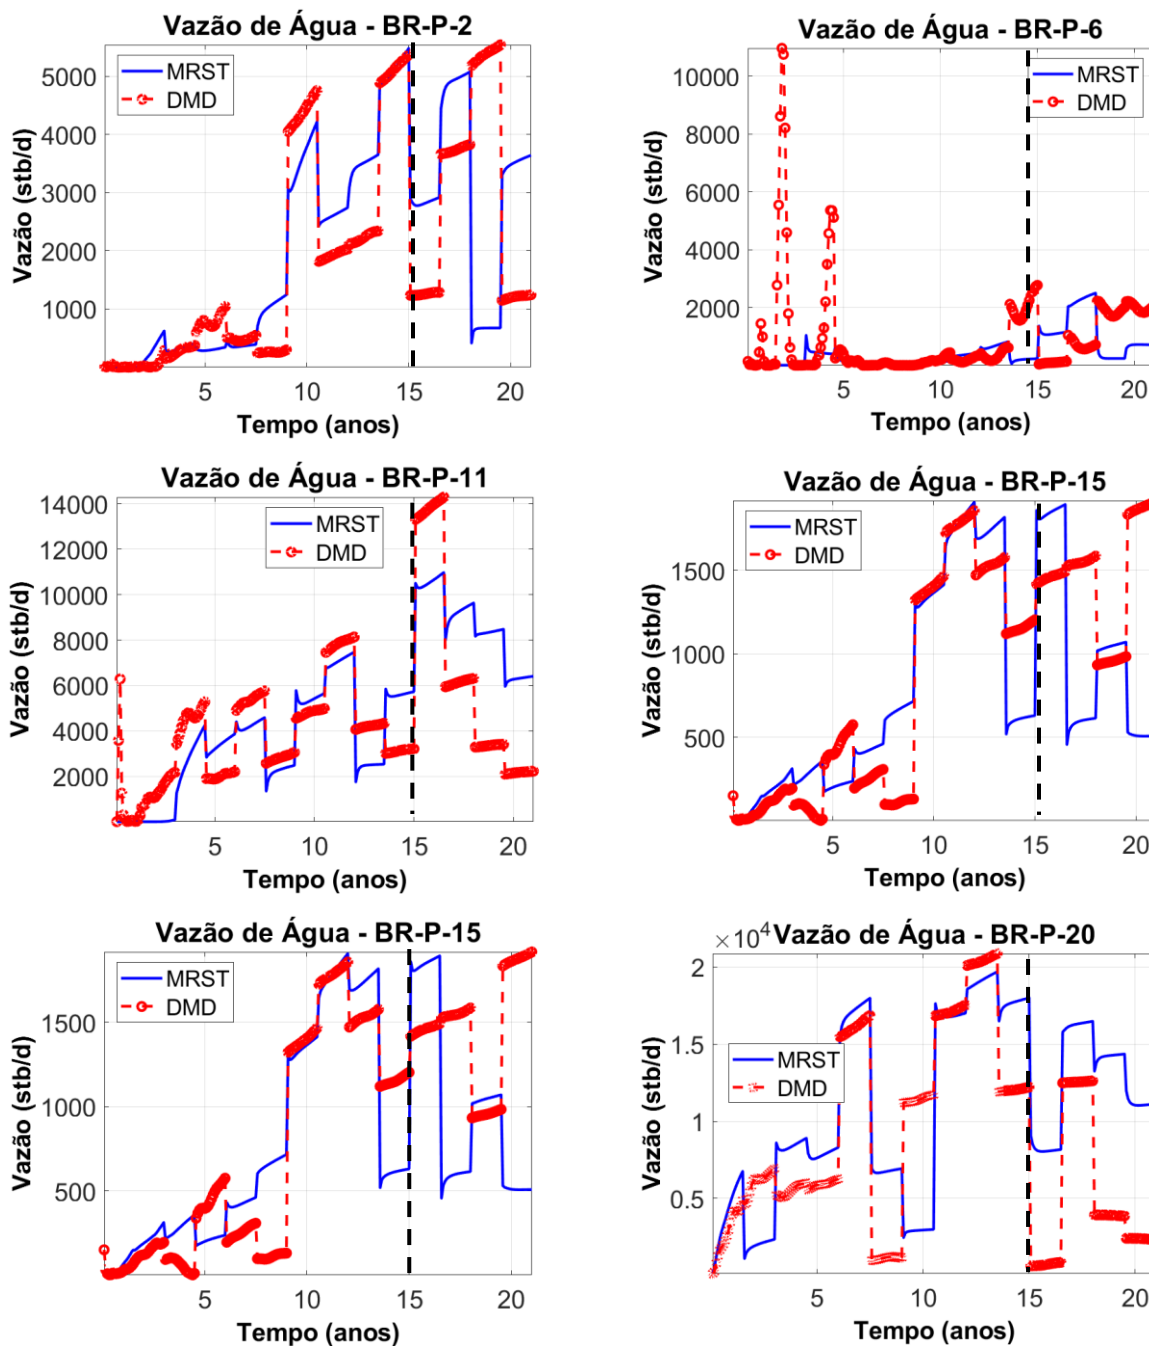 Vazão de Água - BR-P-2
MRST
DMD
5000
4000
3000
2000
1000
Vazão (stb/d)
5
10
15
20
Tempo (anos)
Vazão de Água - BR-P-6
MRST
DMD
10000
8000
6000
4000
2000
Vazão (stb/d)
5
10
15
20
Tempo (anos)
Vazão de Água - BR-P-11
MRST
DMD
14000
12000
10000
8000
6000
4000
2000
Vazão (stb/d)
5
10
15
20
Tempo (anos)
Vazão de Água - BR-P-15
MRST
DMD
1500
1000
500
Vazão (stb/d)
5
10
15
20
Tempo (anos)
Vazão de Água - BR-P-15
MRST
DMD
1500
1000
500
Vazão (stb/d)
5
10
15
20
Tempo (anos)
×10⁴
Vazão de Água - BR-P-20
MRST
DMD
2
1.5
1
0.5
Vazão (stb/d)
5
10
15
20
Tempo (anos)